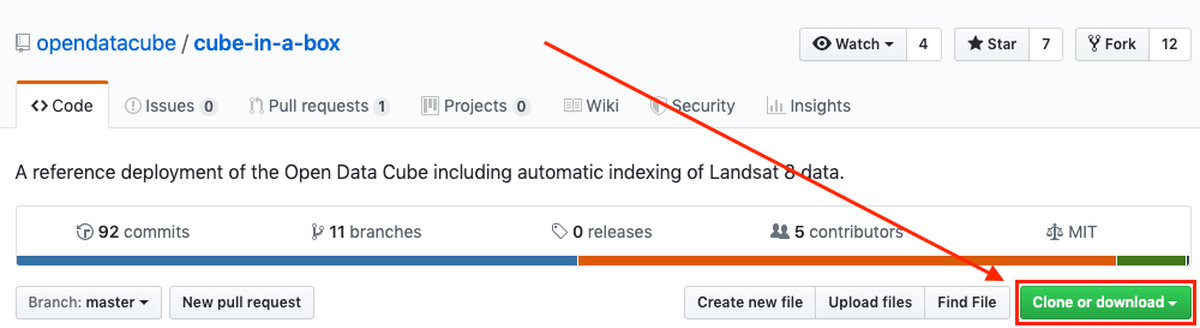 opendatacube / cube-in-a-box
Watch 4 Star 7 Fork 12
Code Issues 0 Pull requests 1 Projects 0 Wiki Security Insights
A reference deployment of the Open Data Cube including automatic indexing of Landsat 8 data.
92 commits 11 branches 0 releases 5 contributors MIT
Branch: master New pull request Create new file Upload files Find File Clone or download